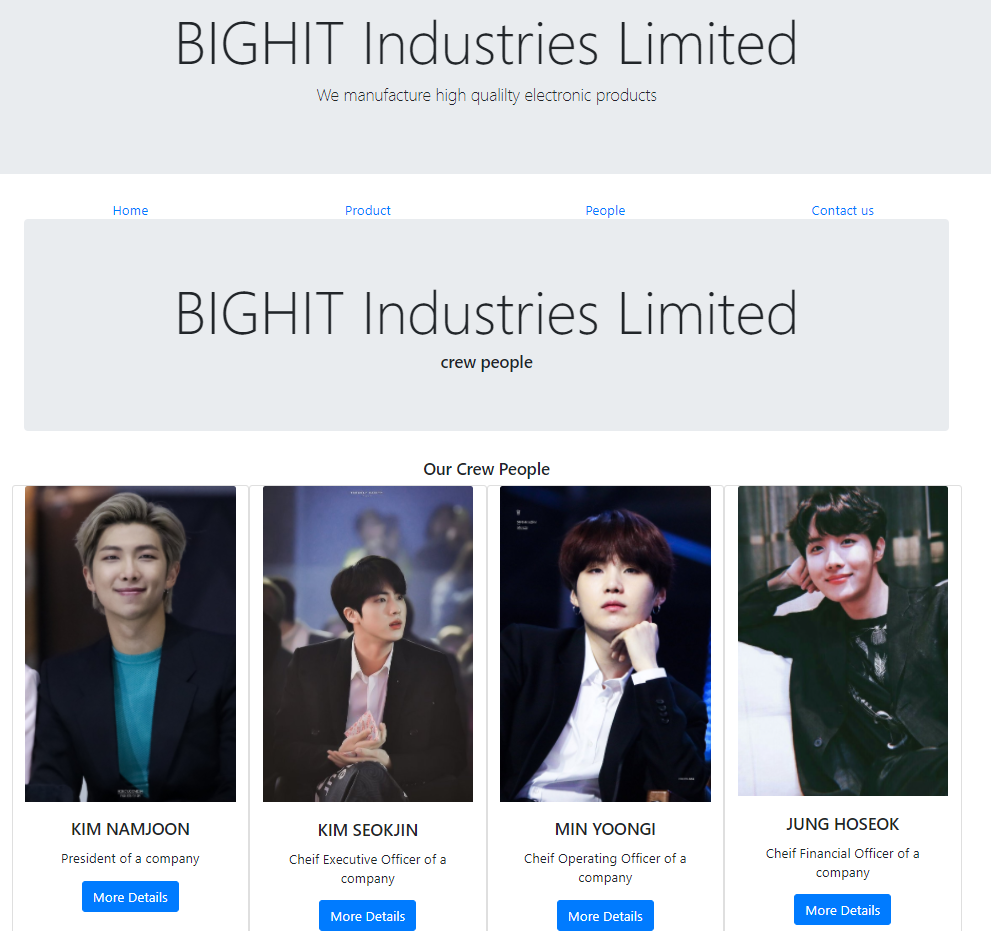 BIGHIT Industries Limited
We manufacture high qualilty electronic products
Home Product People Contact us
BIGHIT Industries Limited
crew people
Our Crew People
KIM NAMJOON
President of a company
More Details
KIM SEOKJIN
Cheif Executive Officer of a
company
More Details
MIN YOONGI
Cheif Operating Officer of a
company
More Details
JUNG HOSEOK
Cheif Financial Officer of a
company
More Details